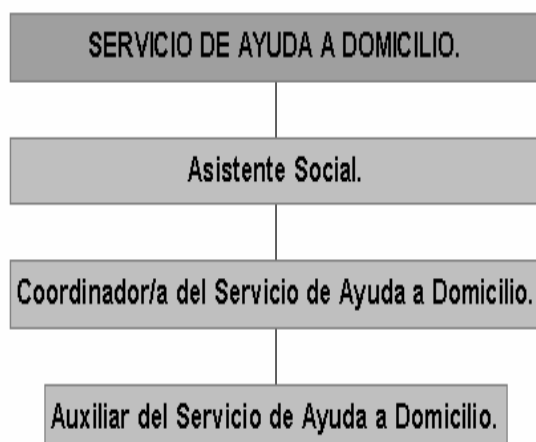 SERVICIO DE AYUDA A DOMICILIO.
Asistente Social.
Coordinador/a del Servicio de Ayuda a Domicilio.
Auxiliar del Servicio de Ayuda a Domicilio.